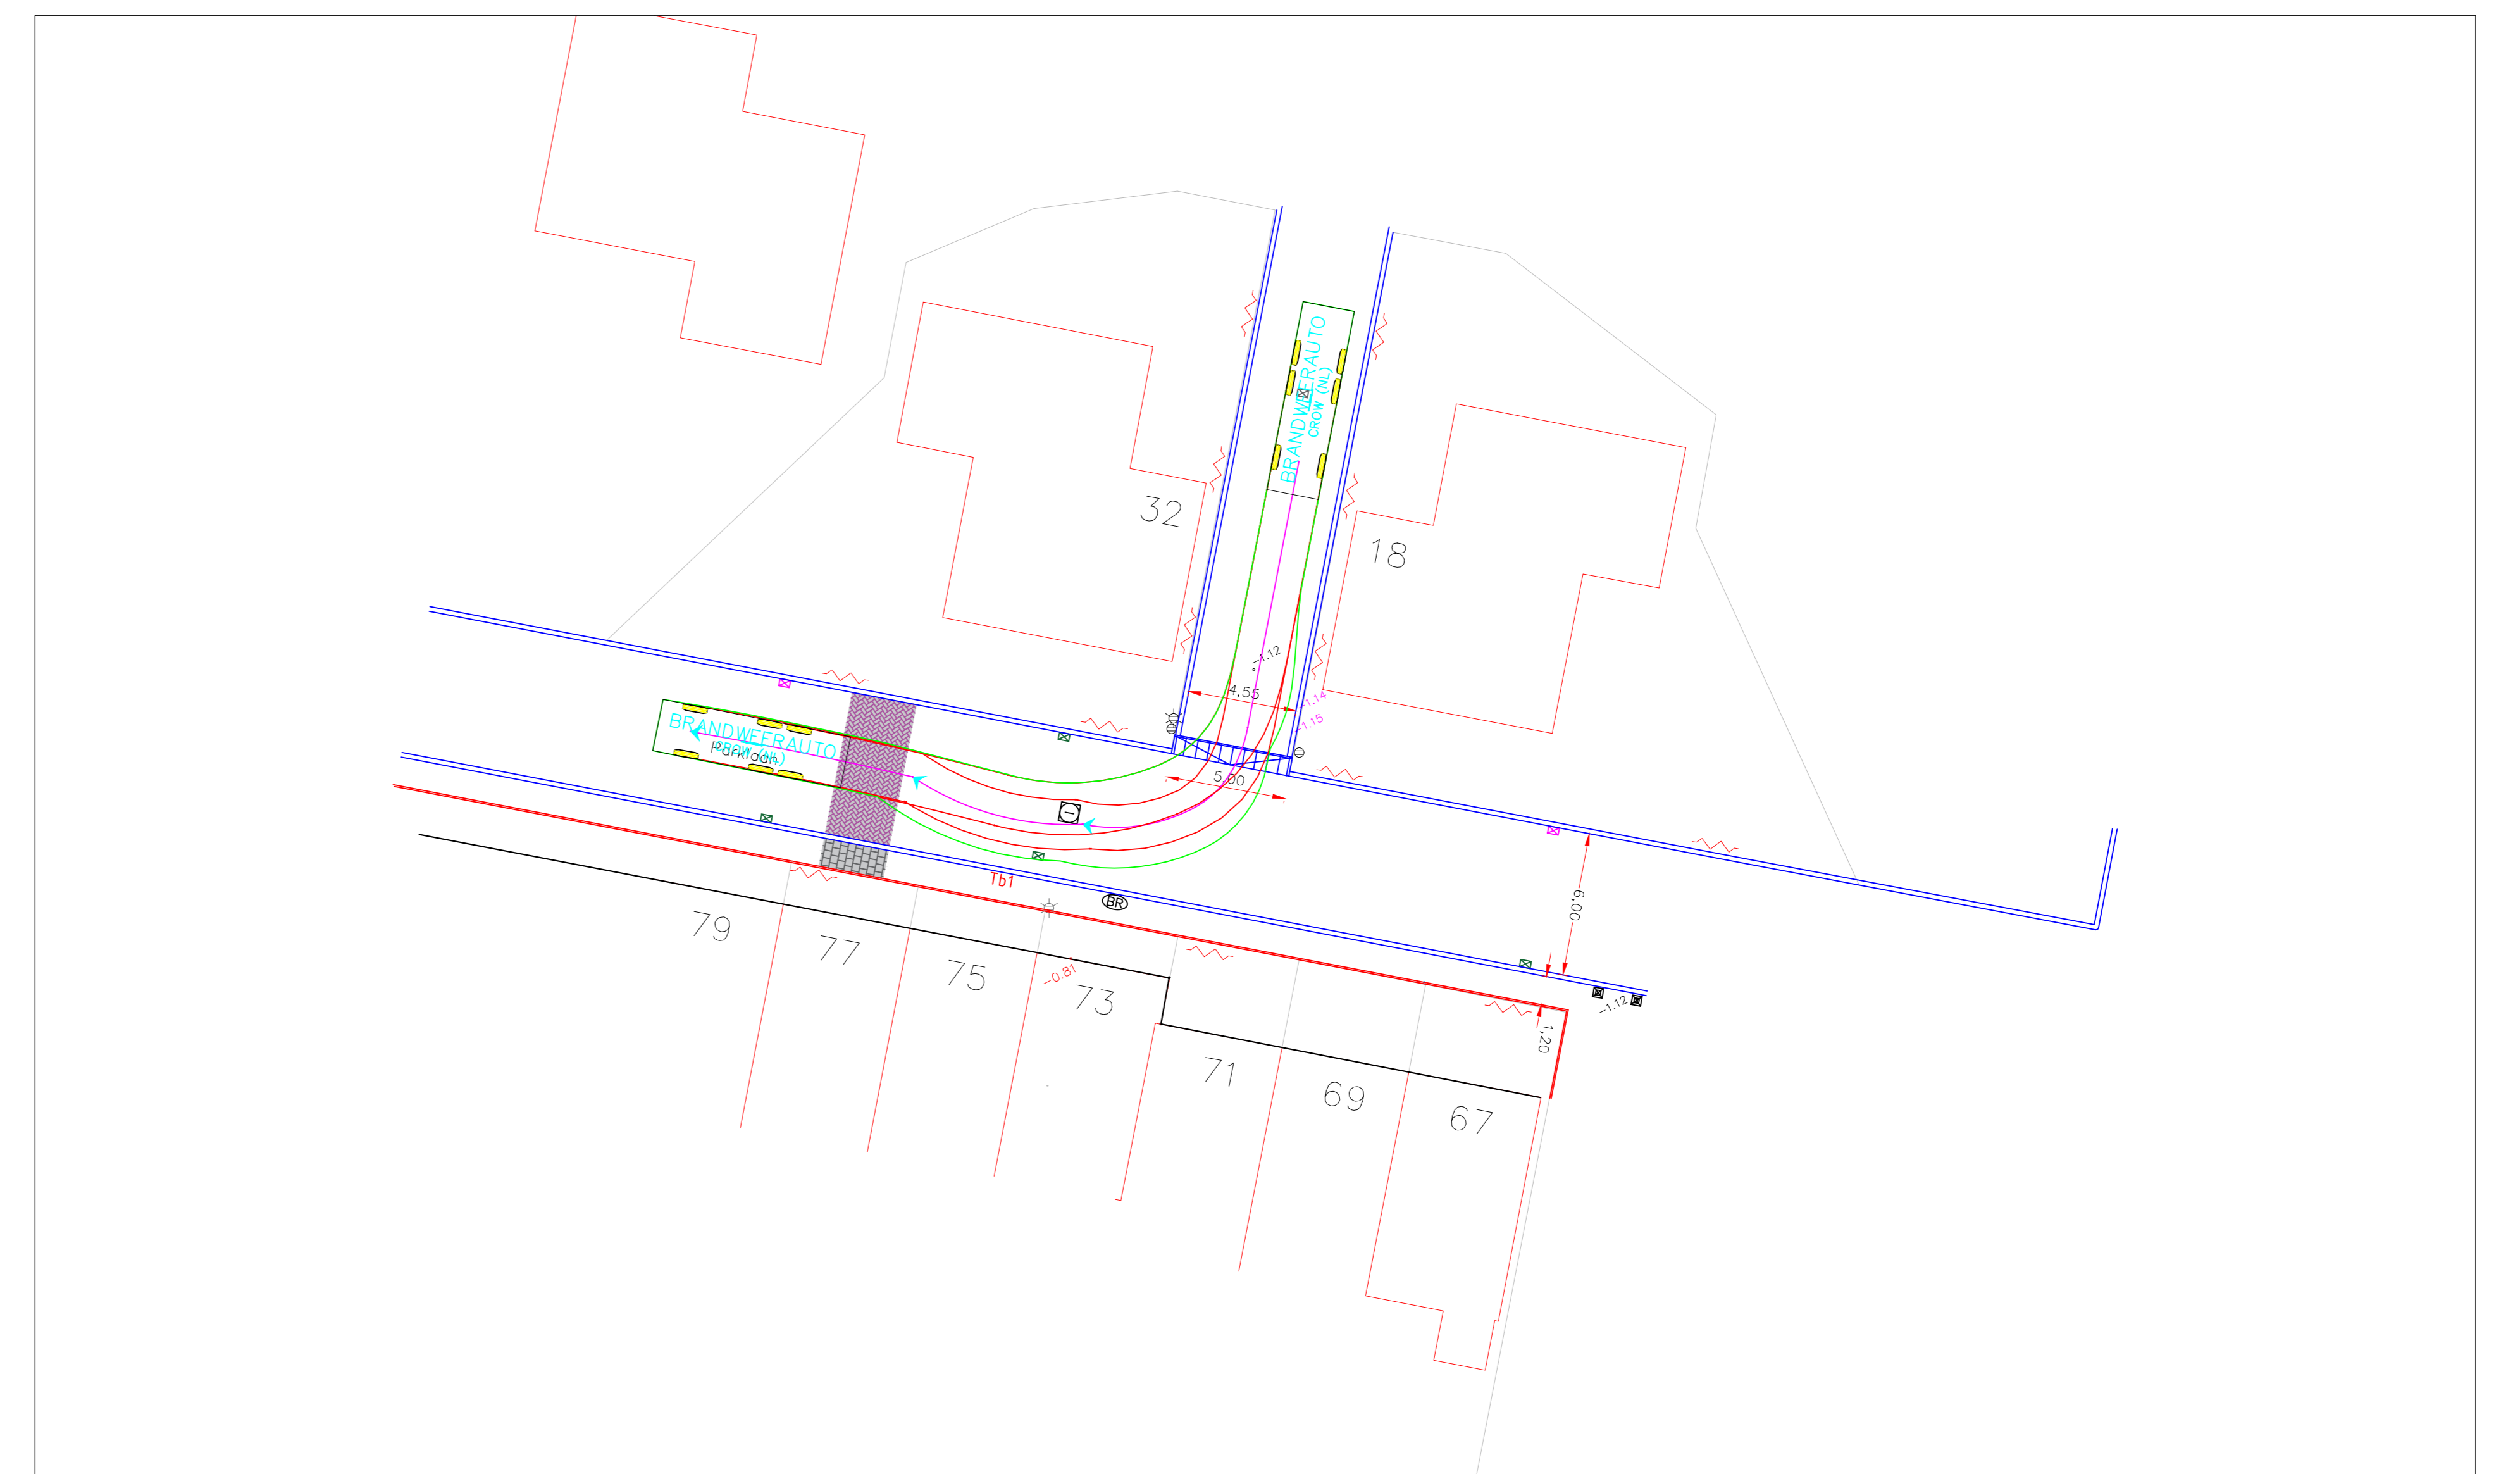 BRANDWEERAUTO
CROW (NL)
32
18
-1.12
4,55
-1.14
-1.15
BRANDWEERAUTO
CROW (NL)
Parklaan
5,00
Tb1
BR
6,00
79
77
75
-0.81
73
-1.12
1,20
71
69
67